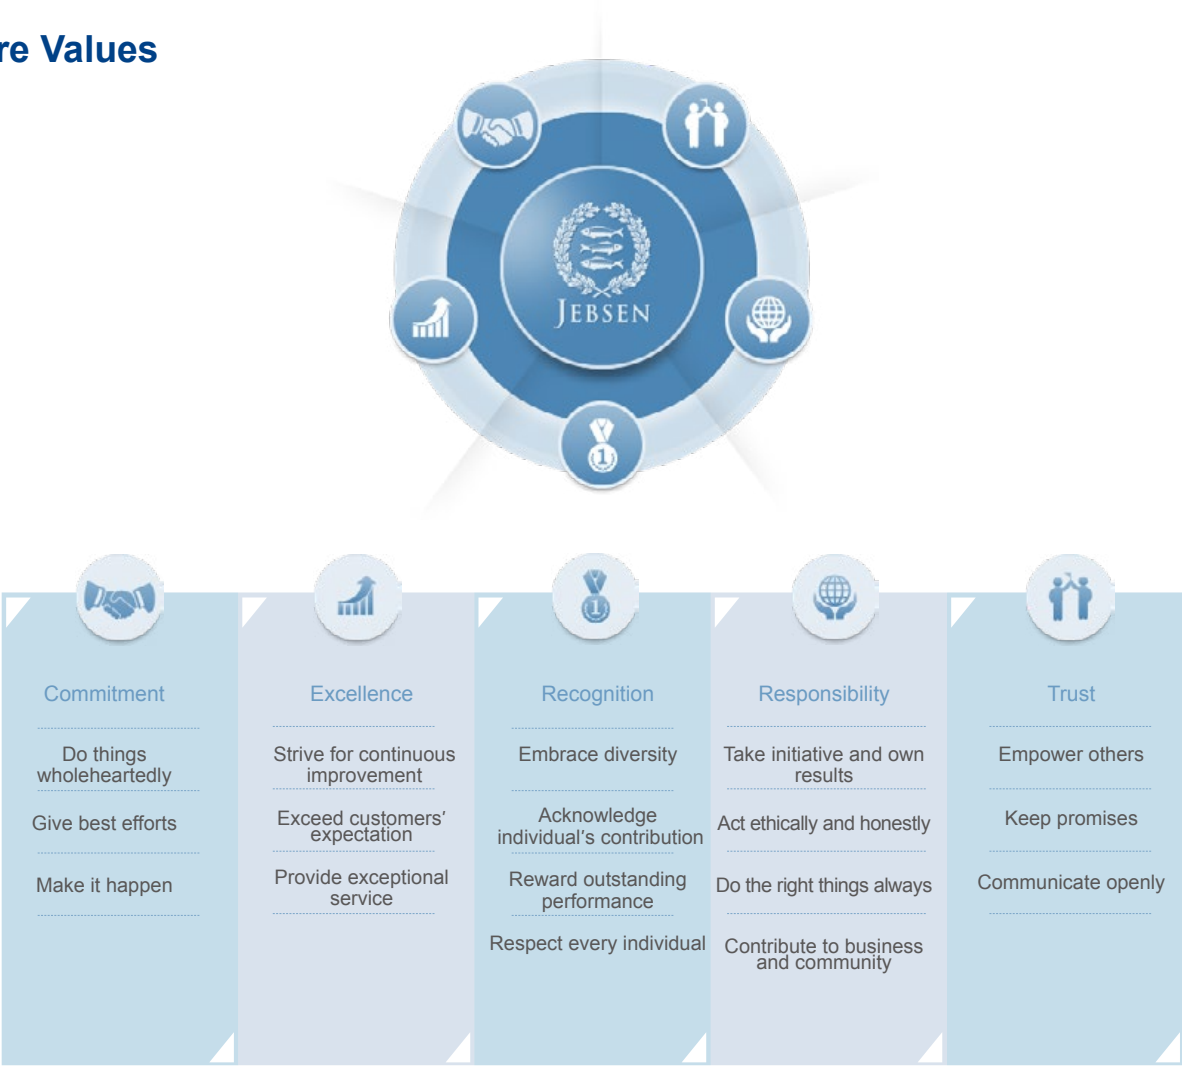 re Values
JEBSEN
1
1
Commitment
Do things
wholeheartedly
Give best efforts
Make it happen
Excellence
Strive for continuous
improvement
Exceed customers'
expectation
Provide exceptional
service
Recognition
Embrace diversity
Acknowledge
individual's contribution
Reward outstanding
performance
Respect every individual
Responsibility
Take initiative and own
results
Act ethically and honestly
Do the right things always
Contribute to business
and community
Trust
Empower others
Keep promises
Communicate openly